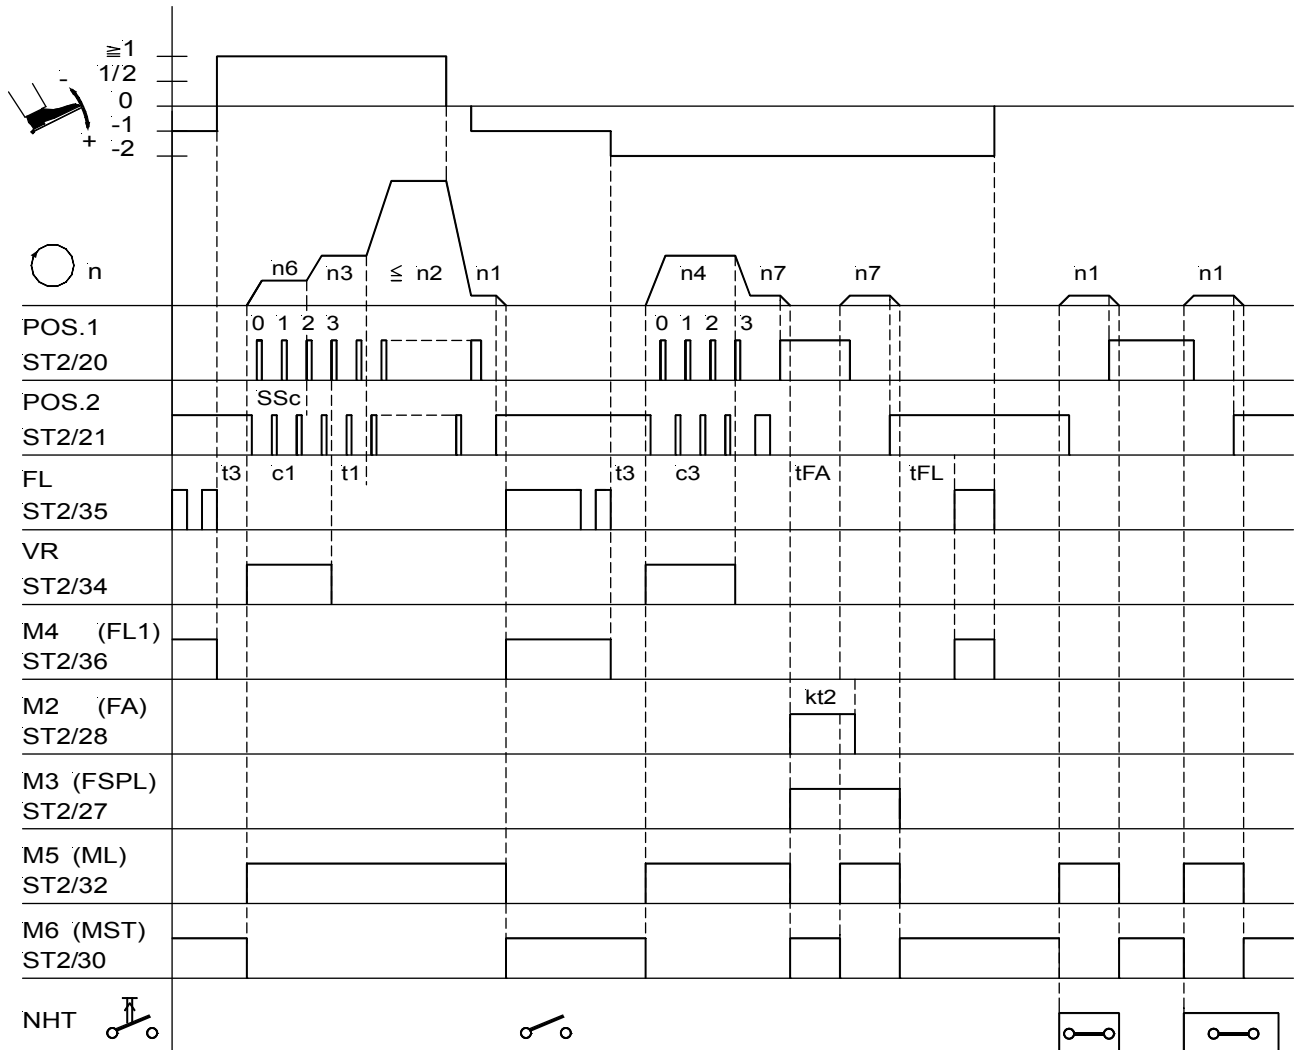 ≧1
1/2
0
-1
-2
-
+
n
n6
n3
≦ n2
n1
n4
n7
n7
n1
n1
POS.1
ST2/20
0 1 2 3
0 1 2 3
POS.2
ST2/21
SSc
FL
ST2/35
t3 c1 t1
t3 c3
tFA
tFL
VR
ST2/34
M4 (FL1)
ST2/36
M2 (FA)
ST2/28
kt2
M3 (FSPL)
ST2/27
M5 (ML)
ST2/32
M6 (MST)
ST2/30
NHT